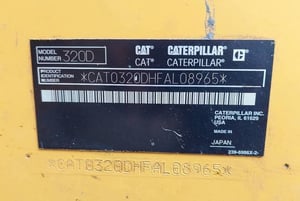 MODEL NUMBER 320D CAT® CATERPILLAR®
CAT® CATERPILLAR®
PRODUCT IDENTIFICATION NUMBER *CAT0320DHFAL08965*
CATERPILLAR INC.
PEORIA, IL 61629
USA
MADE IN
JAPAN
*CAT0320DHFAL08965*